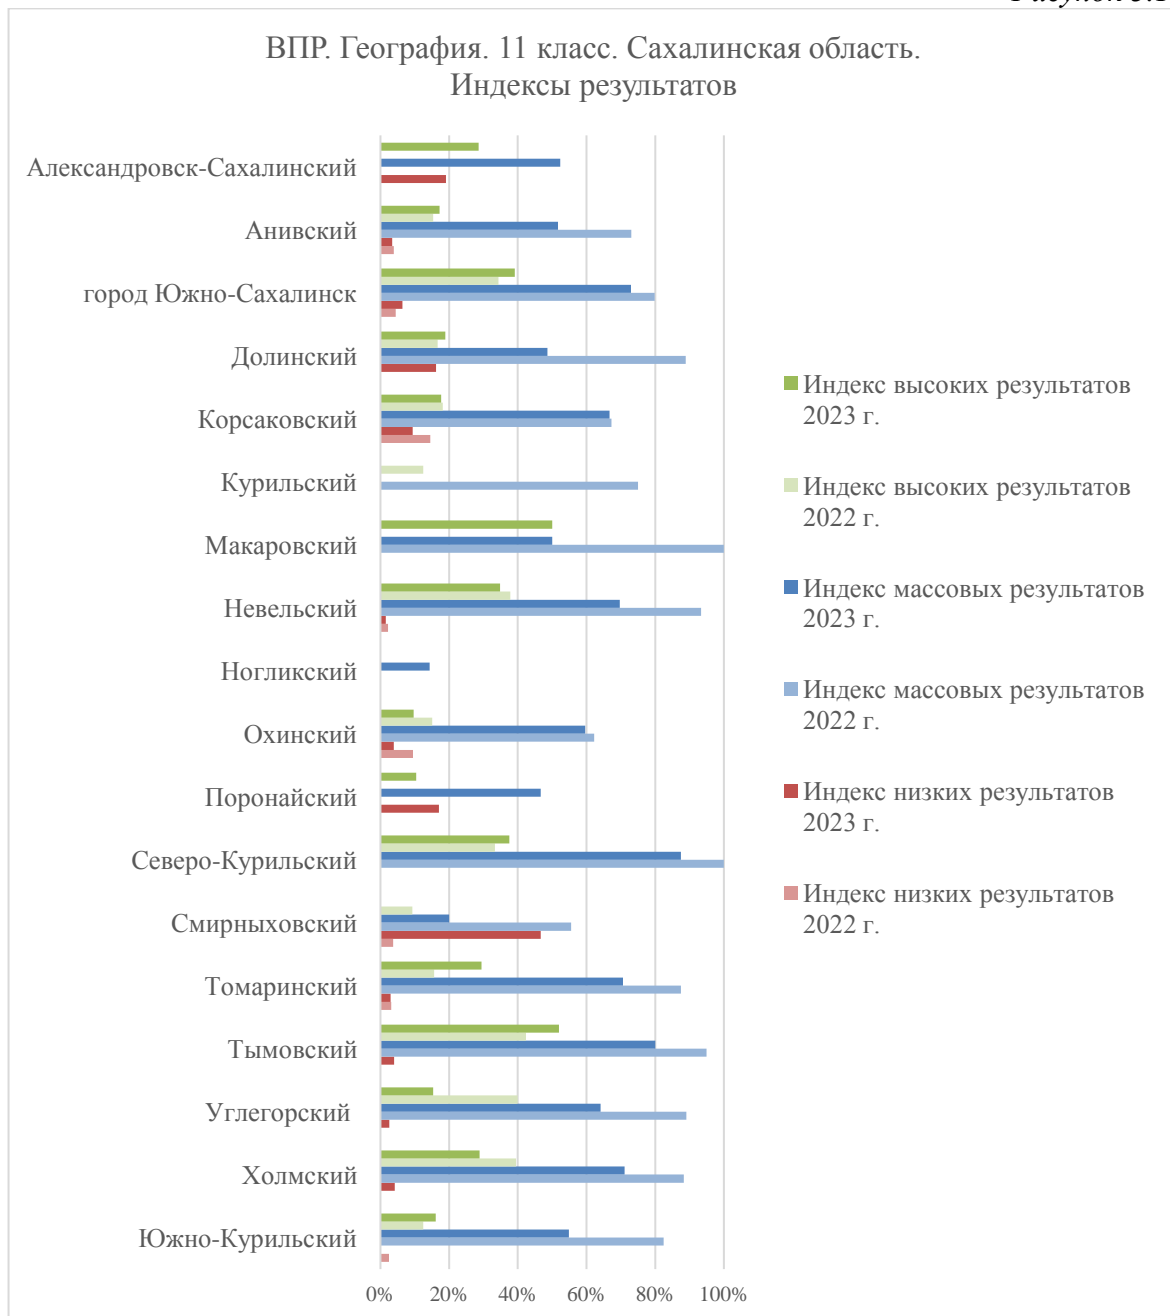 ВПР. География. 11 класс. Сахалинская область.
Индексы результатов
Александровск-Сахалинский
Анивский
город Южно-Сахалинск
Долинский
Корсаковский
Курильский
Макаровский
Невельский
Ногликский
Охинский
Поронайский
Северо-Курильский
Смирныховский
Томаринский
Тымовский
Углегорский
Холмский
Южно-Курильский
0% 20% 40% 60% 80% 100%
Индекс высоких результатов
2023 г.
Индекс высоких результатов
2022 г.
Индекс массовых результатов
2023 г.
Индекс массовых результатов
2022 г.
Индекс низких результатов
2023 г.
Индекс низких результатов
2022 г.